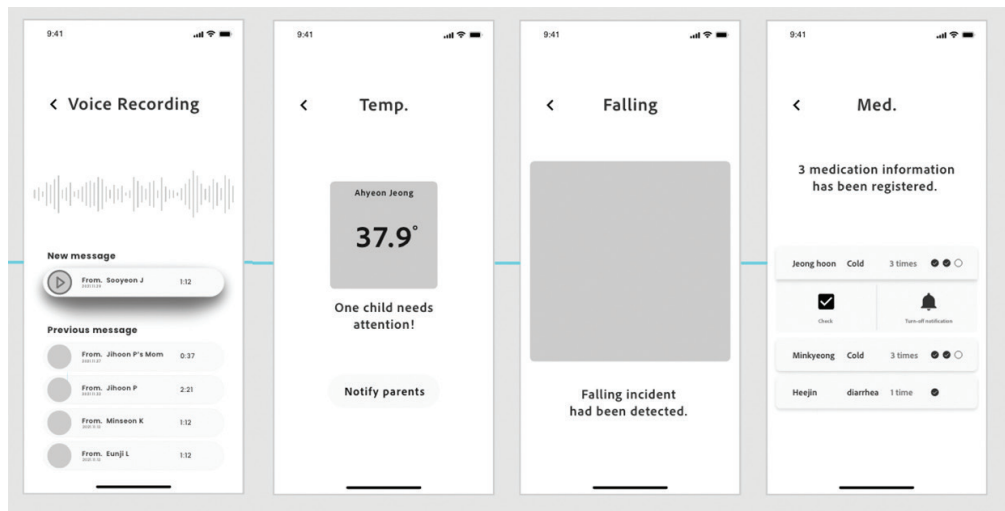 9:41
Voice Recording
New message
From. Sooyeon J 1:12
Previous message
From. Jihoon P's Mom 0:37
From. Jihoon P 2:21
From. Minseon K 1:12
From. Eunji L 1:12
9:41
Temp.
Ahyeon Jeong
37.9°
One child needs
attention!
Notify parents
9:41
Falling
Falling incident
had been detected.
9:41
Med.
3 medication information
has been registered.
Jeong hoon Cold 3 times
Check Turn-off notification
Minkyeong Cold 3 times
Heejin diarrhea 1 time